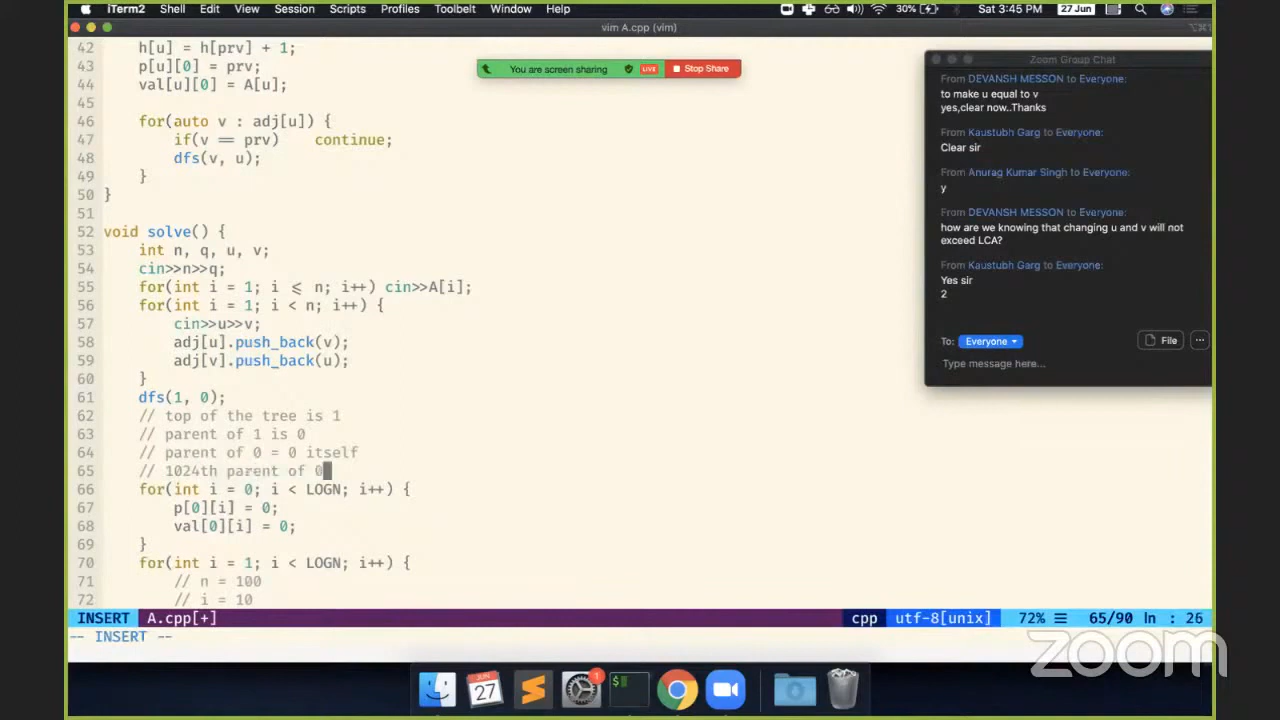 iTerm2 Shell Edit View Session Scripts Profiles Toolbelt Window Help 30% Sat 3:45 PM 27 Jun
vim A.cpp (vim)
You are screen sharing LIVE Stop Share
42 h[u] = h[prv] + 1;
43 p[u][0] = prv;
44 val[u][0] = A[u];
45
46 for(auto v : adj[u]) {
47 if(v == prv) continue;
48 dfs(v, u);
49 }
50 }
51
52 void solve() {
53 int n, q, u, v;
54 cin>>n>>q;
55 for(int i = 1; i ⩽ n; i++) cin>>A[i];
56 for(int i = 1; i < n; i++) {
57 cin>>u>>v;
58 adj[u].push_back(v);
59 adj[v].push_back(u);
60 }
61 dfs(1, 0);
62 // top of the tree is 1
63 // parent of 1 is 0
64 // parent of 0 = 0 itself
65 // 1024th parent of 0
66 for(int i = 0; i < LOGN; i++) {
67 p[0][i] = 0;
68 val[0][i] = 0;
69 }
70 for(int i = 1; i < LOGN; i++) {
71 // n = 100
72 // i = 10
INSERT A.cpp[+] cpp utf-8[unix] 72% ☰ 65/90 ln : 26
-- INSERT --
Zoom Group Chat
From DEVANSH MESSON to Everyone:
to make u equal to v
yes,clear now..Thanks
From Kaustubh Garg to Everyone:
Clear sir
From Anurag Kumar Singh to Everyone:
y
From DEVANSH MESSON to Everyone:
how are we knowing that changing u and v will not
exceed LCA?
From Kaustubh Garg to Everyone:
Yes sir
2
To: Everyone File ...
Type message here...
zoom
JUN
27
1
$